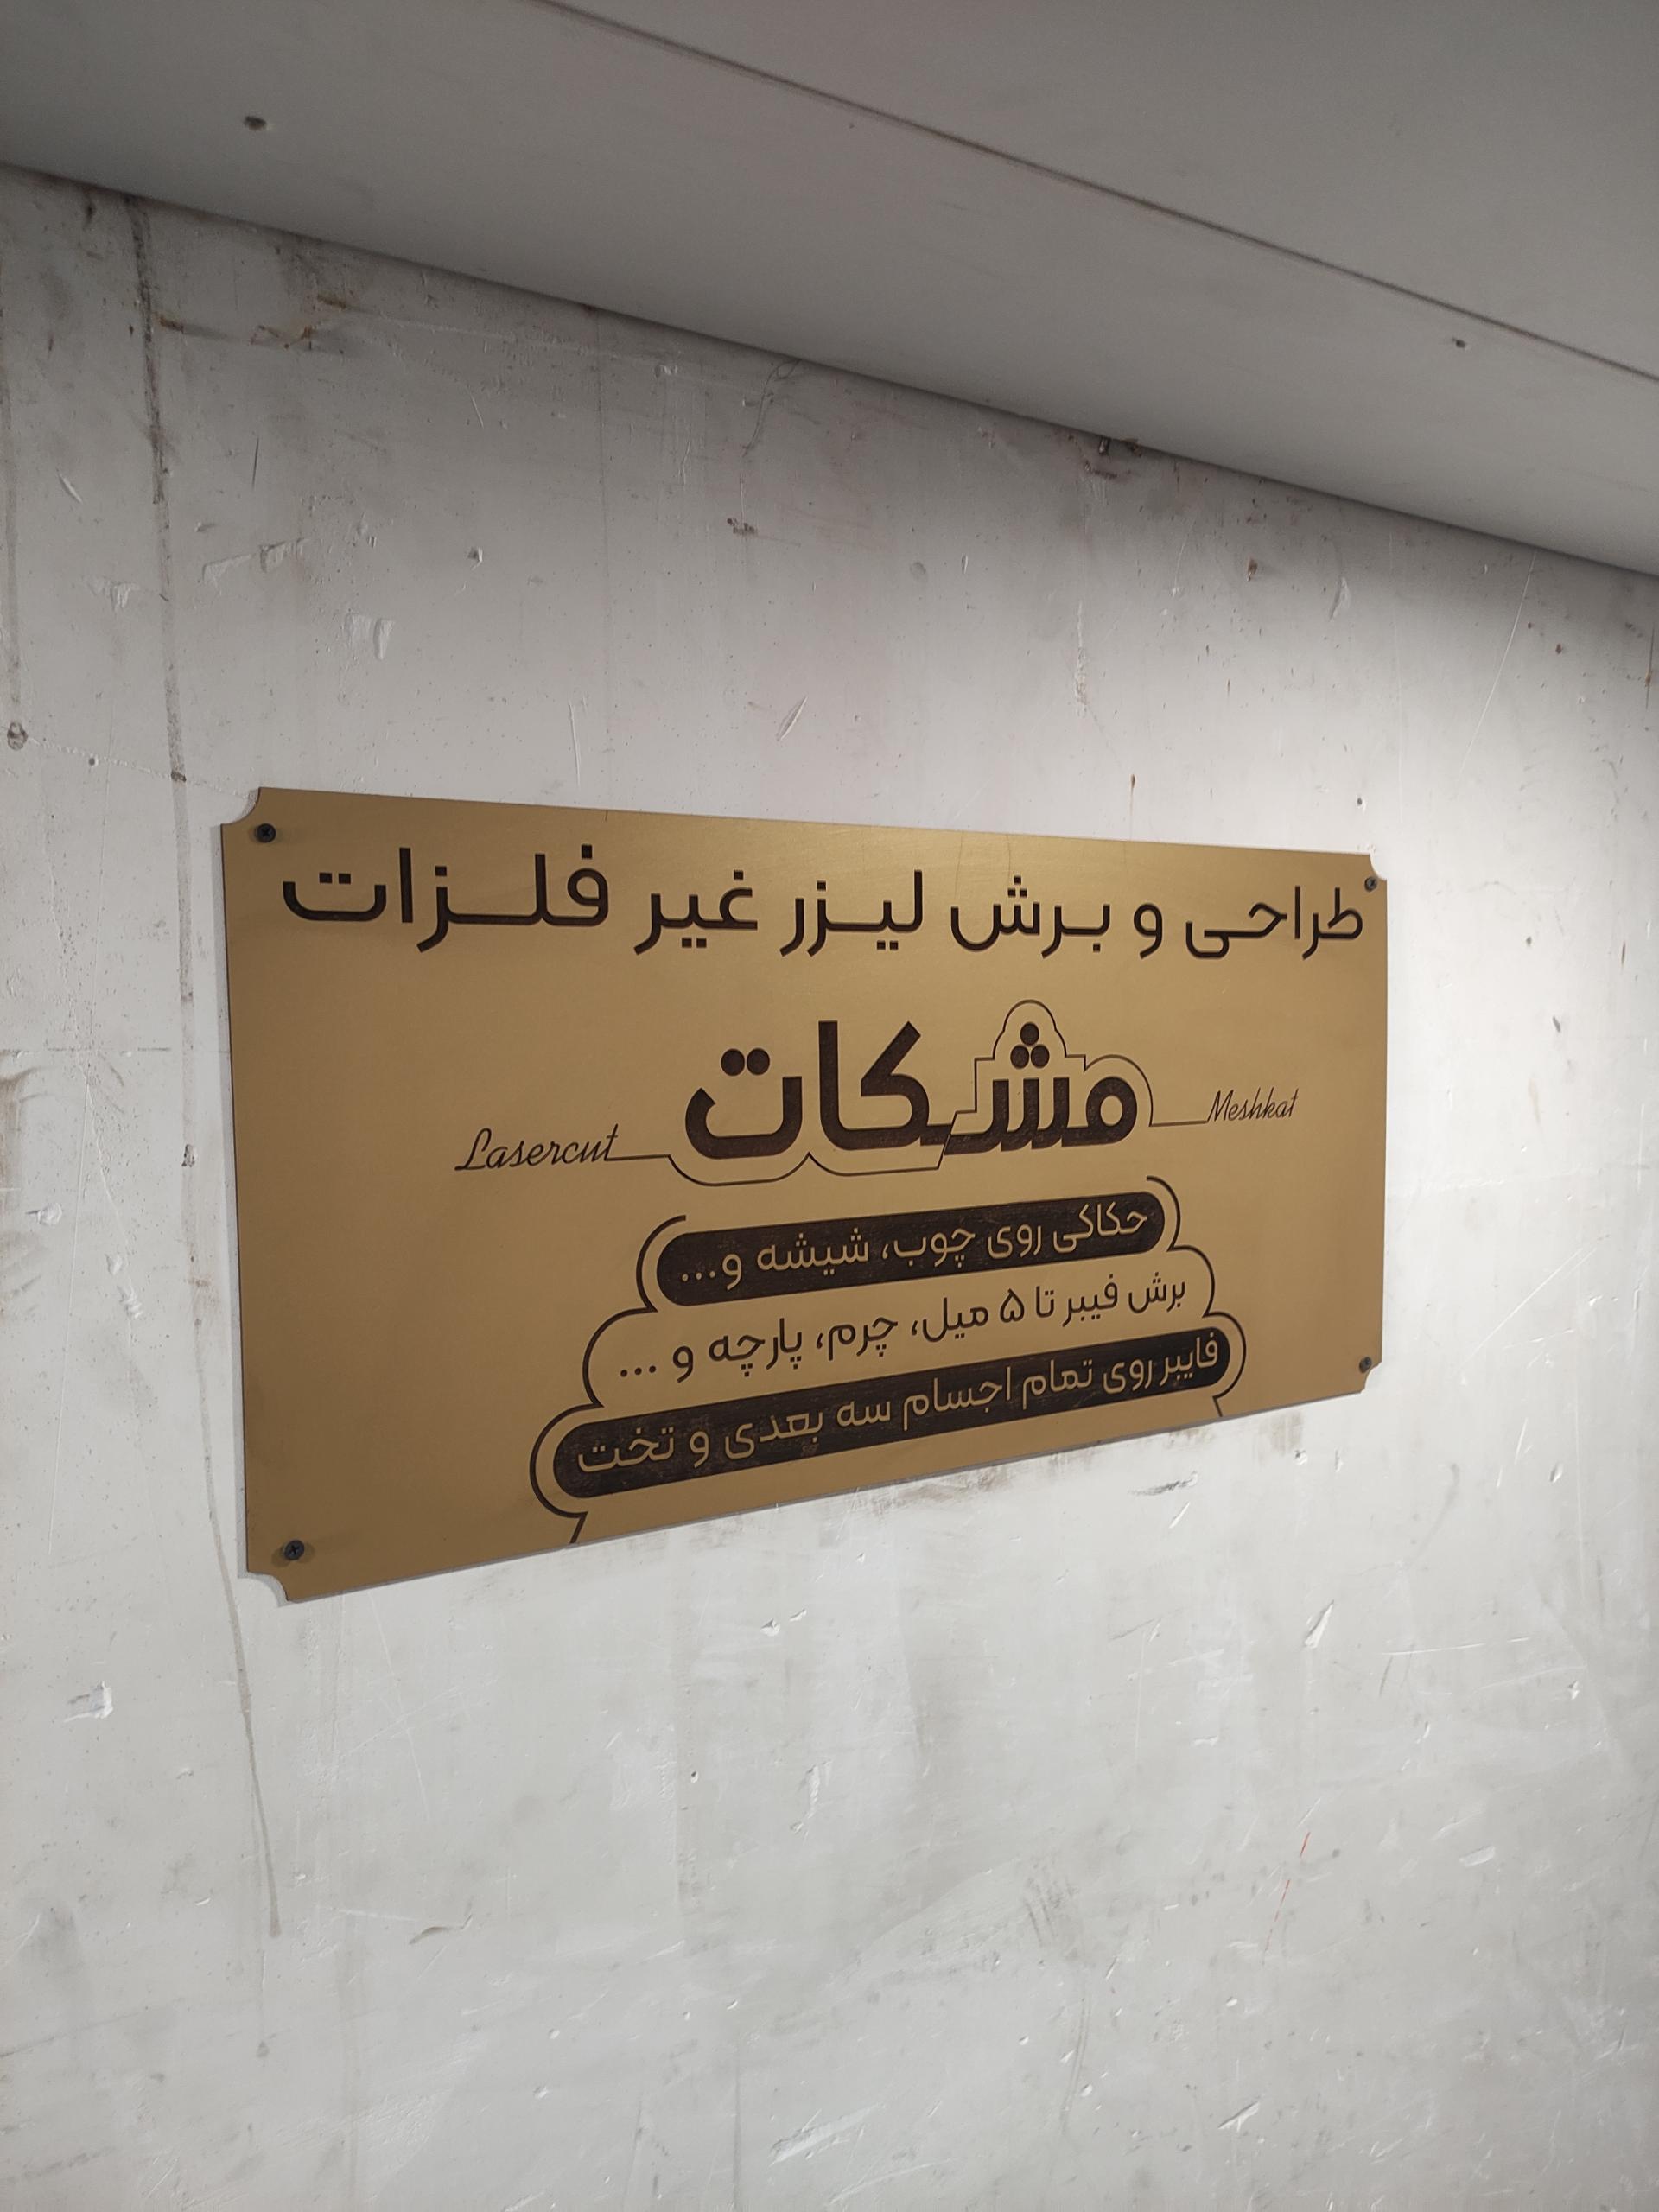 طراحی و برش لیزر غیر فلزات
مشکات
Meshkat
Lasercut
حکاکی روی چوب، شیشه و...
برش فیبر تا ۵ میل، چرم، پارچه و ...
فایبر روی تمام اجسام سه بعدی و تخت